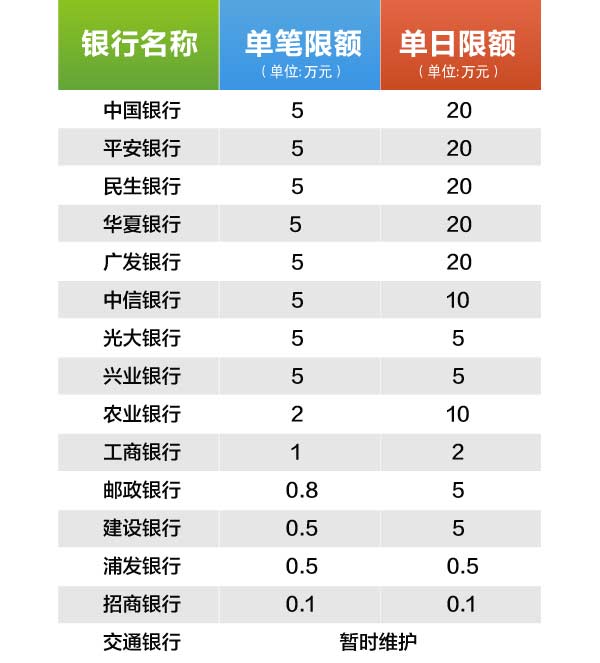 银行名称 单笔限额 单日限额
（单位:万元） （单位:万元）
中国银行 5 20
平安银行 5 20
民生银行 5 20
华夏银行 5 20
广发银行 5 20
中信银行 5 10
光大银行 5 5
兴业银行 5 5
农业银行 2 10
工商银行 1 2
邮政银行 0.8 5
建设银行 0.5 5
浦发银行 0.5 0.5
招商银行 0.1 0.1
交通银行 暂时维护